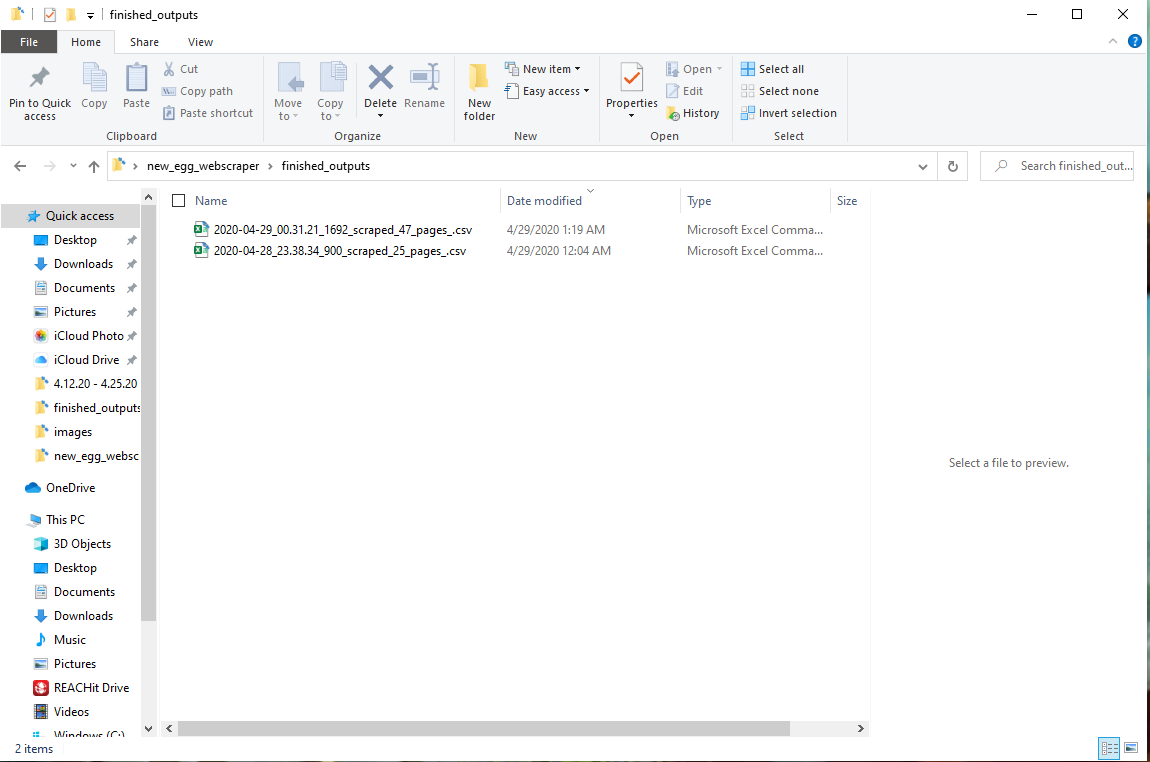 finished_outputs
File Home Share View
Pin to Quick access
Copy
Paste
Cut
Copy path
Paste shortcut
Clipboard
Move to
Copy to
Delete
Rename
Organize
New folder
New item
Easy access
New
Properties
Open
Edit
History
Open
Select all
Select none
Invert selection
Select
new_egg_webscraper > finished_outputs
Search finished_out...
Quick access
Desktop
Downloads
Documents
Pictures
iCloud Photo
iCloud Drive
4.12.20 - 4.25.20
finished_outputs
images
new_egg_websc
OneDrive
This PC
3D Objects
Desktop
Documents
Downloads
Music
Pictures
REACHit Drive
Videos
Windows (C:)
Name Date modified Type Size
2020-04-29_00.31.21_1692_scraped_47_pages_.csv 4/29/2020 1:19 AM Microsoft Excel Comma...
2020-04-28_23.38.34_900_scraped_25_pages_.csv 4/29/2020 12:04 AM Microsoft Excel Comma...
Select a file to preview.
2 items